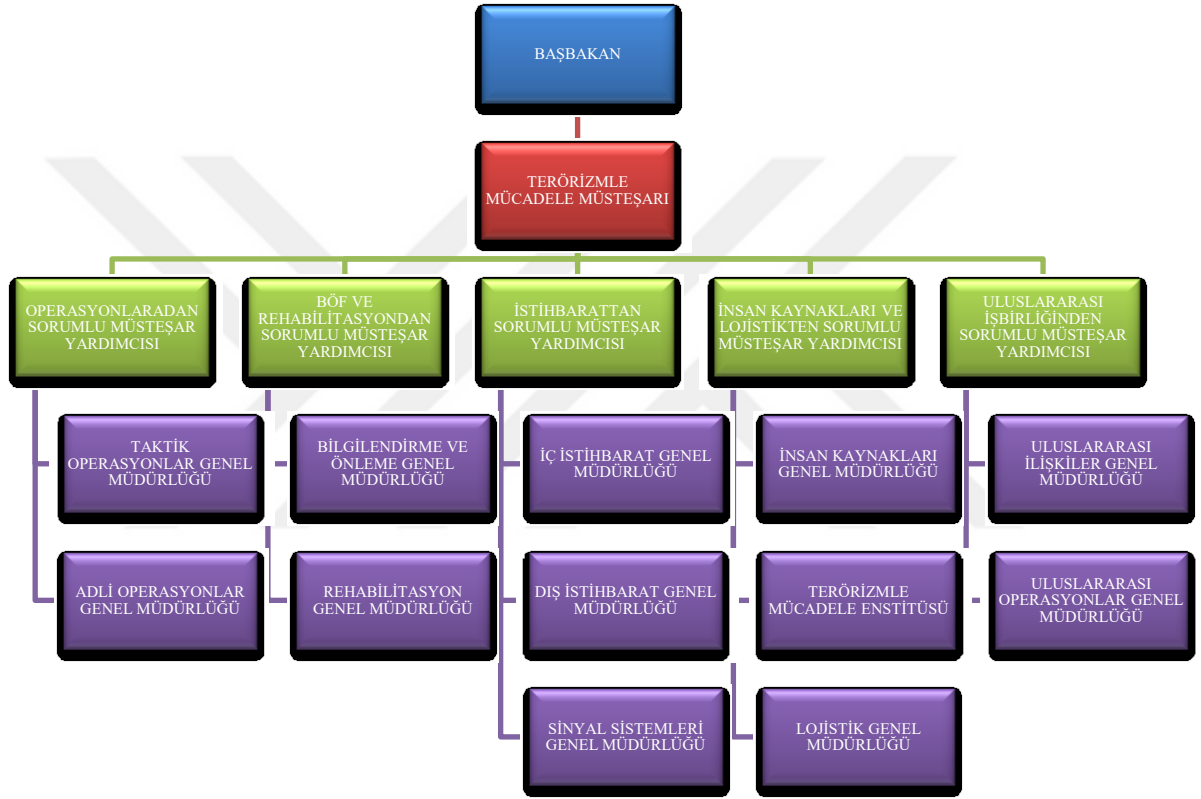 BAŞBAKAN
TERÖRİZMLE
MÜCADELE MÜSTEŞARI
OPERASYONLARADAN
SORUMLU MÜSTEŞAR
YARDIMCISI
BÖF VE
REHABİLİTASYONDAN
SORUMLU MÜSTEŞAR
YARDIMCISI
İSTİHBARATTAN
SORUMLU MÜSTEŞAR
YARDIMCISI
İNSAN KAYNAKLARI VE
LOJİSTİKTEN SORUMLU
MÜSTEŞAR YARDIMCISI
ULUSLARARASI
İŞBİRLİĞİNDEN
SORUMLU MÜSTEŞAR
YARDIMCISI
TAKTİK
OPERASYONLAR GENEL
MÜDÜRLÜĞÜ
BİLGİLENDİRME VE
ÖNLEME GENEL
MÜDÜRLÜĞÜ
İÇ İSTİHBARAT GENEL
MÜDÜRLÜĞÜ
İNSAN KAYNAKLARI
GENEL MÜDÜRLÜĞÜ
ULUSLARARASI
İLİŞKİLER GENEL
MÜDÜRLÜĞÜ
ADLİ OPERASYONLAR
GENEL MÜDÜRLÜĞÜ
REHABİLİTASYON
GENEL MÜDÜRLÜĞÜ
DIŞ İSTİHBARAT GENEL
MÜDÜRLÜĞÜ
TERÖRİZMLE
MÜCADELE ENSTİTÜSÜ
ULUSLARARASI
OPERASYONLAR GENEL
MÜDÜRLÜĞÜ
SİNYAL SİSTEMLERİ
GENEL MÜDÜRLÜĞÜ
LOJİSTİK GENEL
MÜDÜRLÜĞÜ